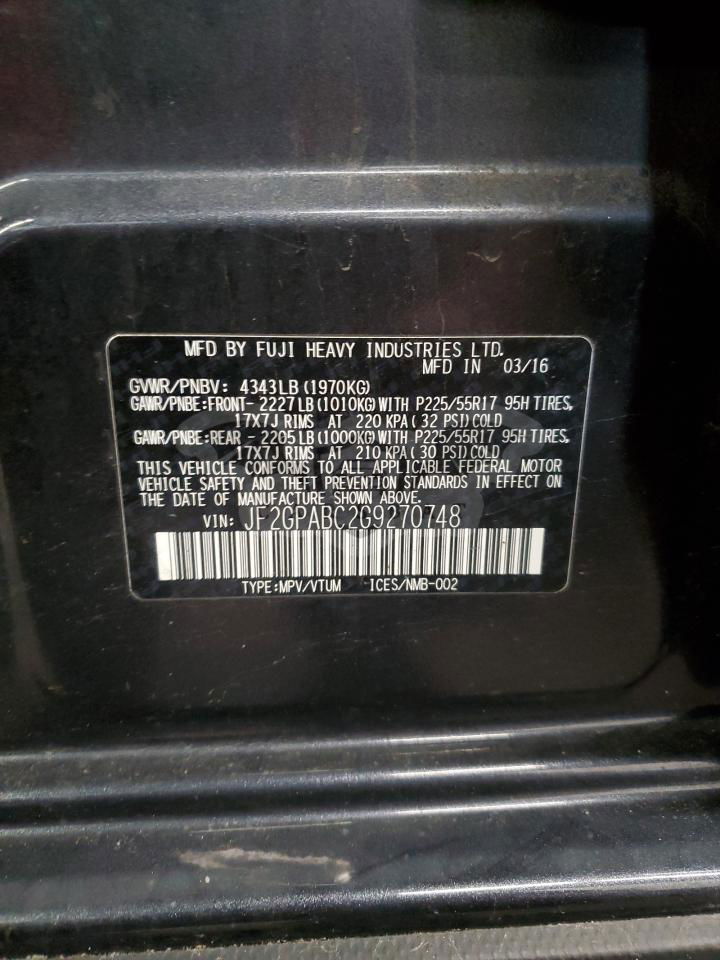 MFD BY FUJI HEAVY INDUSTRIES LTD.
MFD IN 03/16
GVWR/PNBV: 4343LB(1970KG)
GAWR/PNBE:FRONT- 2227LB(1010KG)WITH P225/55R17 95H TIRES,
17X7J RIMS AT 220 KPA(32 PSI)COLD
GAWR/PNBE:REAR - 2205LB(1000KG)WITH P225/55R17 95H TIRES,
17X7J RIMS AT 210 KPA(30 PSI)COLD
THIS VEHICLE CONFORMS TO ALL APPLICABLE FEDERAL MOTOR
VEHICLE SAFETY AND THEFT PREVENTION STANDARDS IN EFFECT ON
THE DATE OF MANUFACTURE SHOWN ABOVE.
VIN: JF2GPABC2G9270748
TYPE:MPV/VTUM ICES/NMB-002